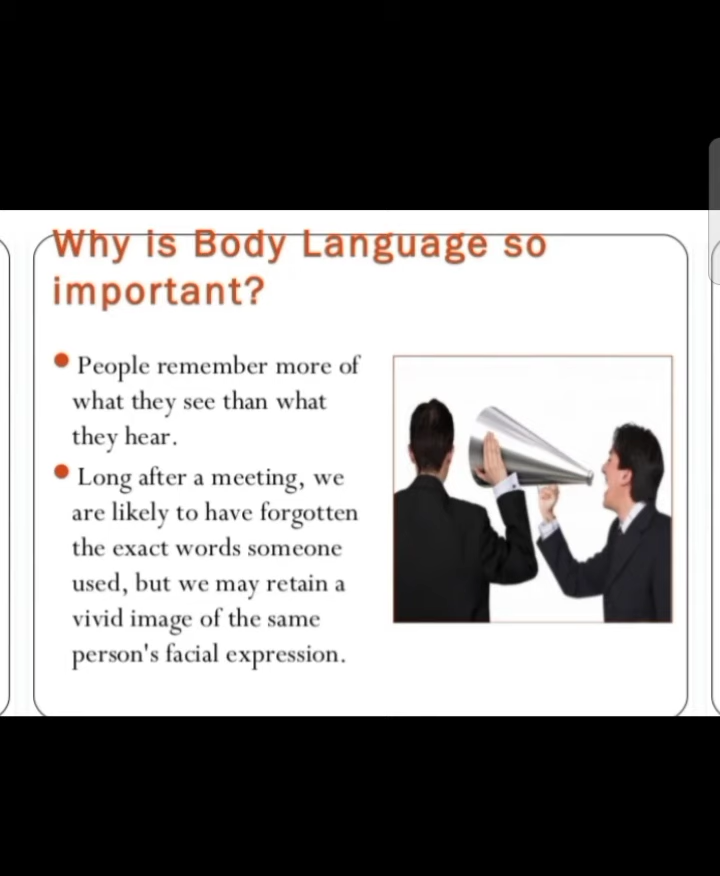 Why is Body Language so
important?
• People remember more of
what they see than what
they hear.
• Long after a meeting, we
are likely to have forgotten
the exact words someone
used, but we may retain a
vivid image of the same
person's facial expression.